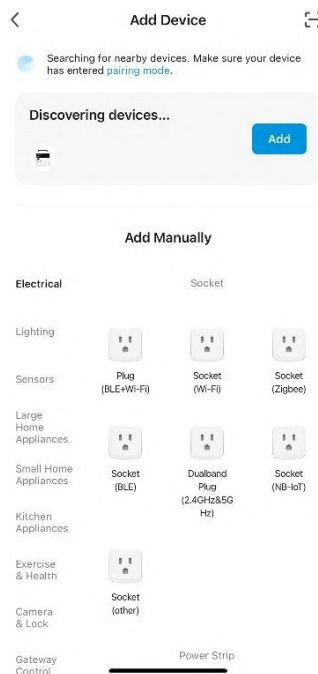 Add Device
Searching for nearby devices. Make sure your device
has entered pairing mode.
Discovering devices...
Add
Add Manually
Electrical
Socket
Lighting
Plug
(BLE+Wi-Fi)
Socket
(Wi-Fi)
Socket
(Zigbee)
Sensors
Large
Home
Appliances
Small Home
Appliances
Socket
(BLE)
Dualband
Plug
(2.4GHz&5G
Hz)
Socket
(NB-IoT)
Kitchen
Appliances
Exercise
& Health
Socket
(other)
Camera
& Lock
Gateway
Control
Power Strip